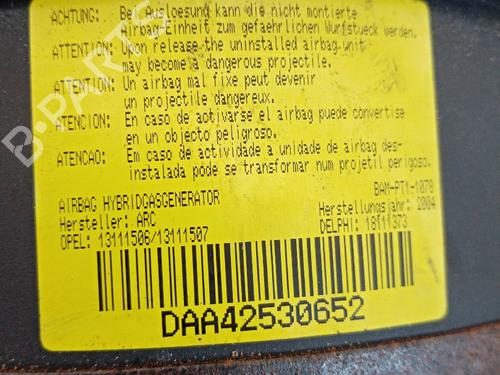 ACHTUNG: Bei Ausloesung kann die nicht montierte
Airbag-Einheit zum gefaehrlichen Wurfstueck werden.
ATTENTION: Upon release the uninstalled airbag unit
may become a dangerous projectile.
ATTENTION: Un airbag mal fixe peut devenir
un projectile dangereux.
ATENCION: En caso de activarse el airbag puede convertise
en un objeto peligroso.
ATENCAO: Em caso de actividade a unidade do airbag des-
instalada pode se transformar num projetil perigoso.
AIRBAG HYBRIDGASGENERATOR BAM-PT1-1078
Hersteller: ARC Herstellungsjahr: 2004
OPEL: 13111506/13111507 DELPHI: 18111373
DAA42530652
B-PARTS